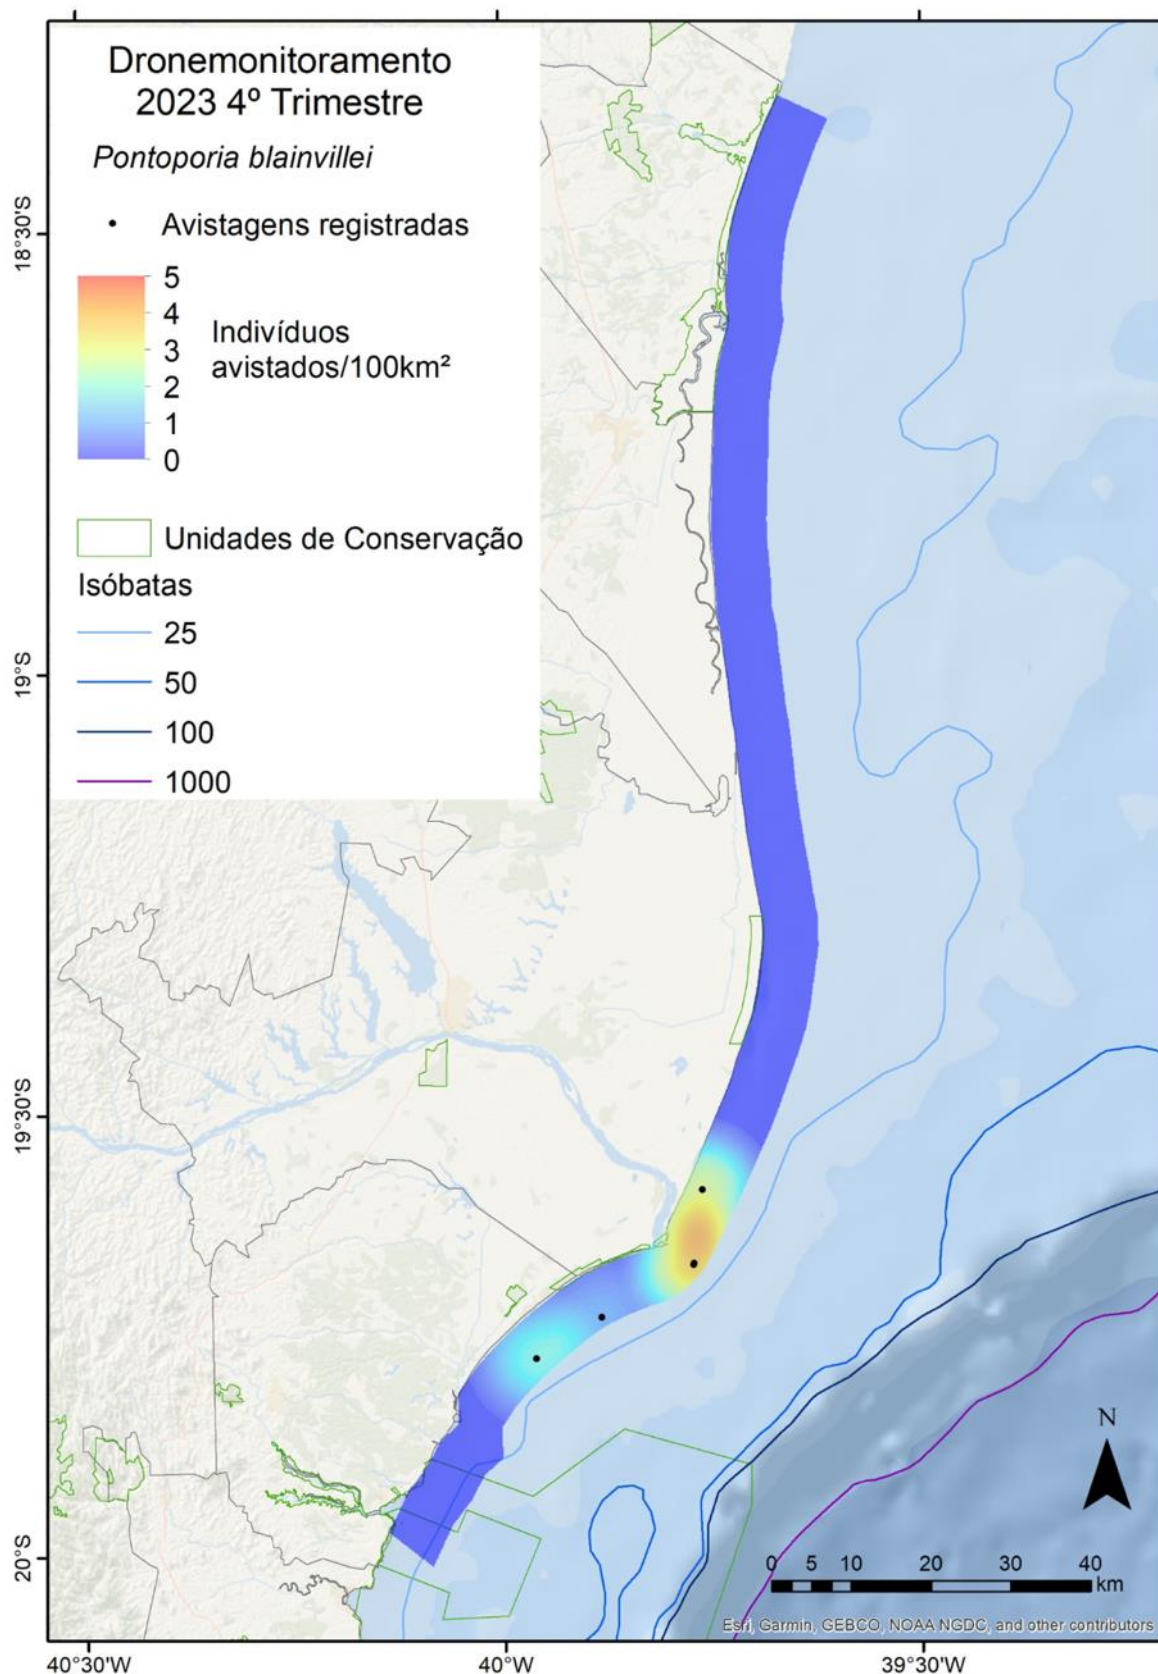 Dronemonitoramento
2023 4º Trimestre
Pontoporia blainvillei
Avistagens registradas
5
4
3
2
1
0
Indivíduos
avistados/100km²
Unidades de Conservação
Isóbatas
25
50
100
1000
18°30'S
19°S
19°30'S
20°S
N
0 5 10 20 30 40
km
Esri, Garmin, GEBCO, NOAA NGDC, and other contributors
40°30'W 40°W 39°30'W